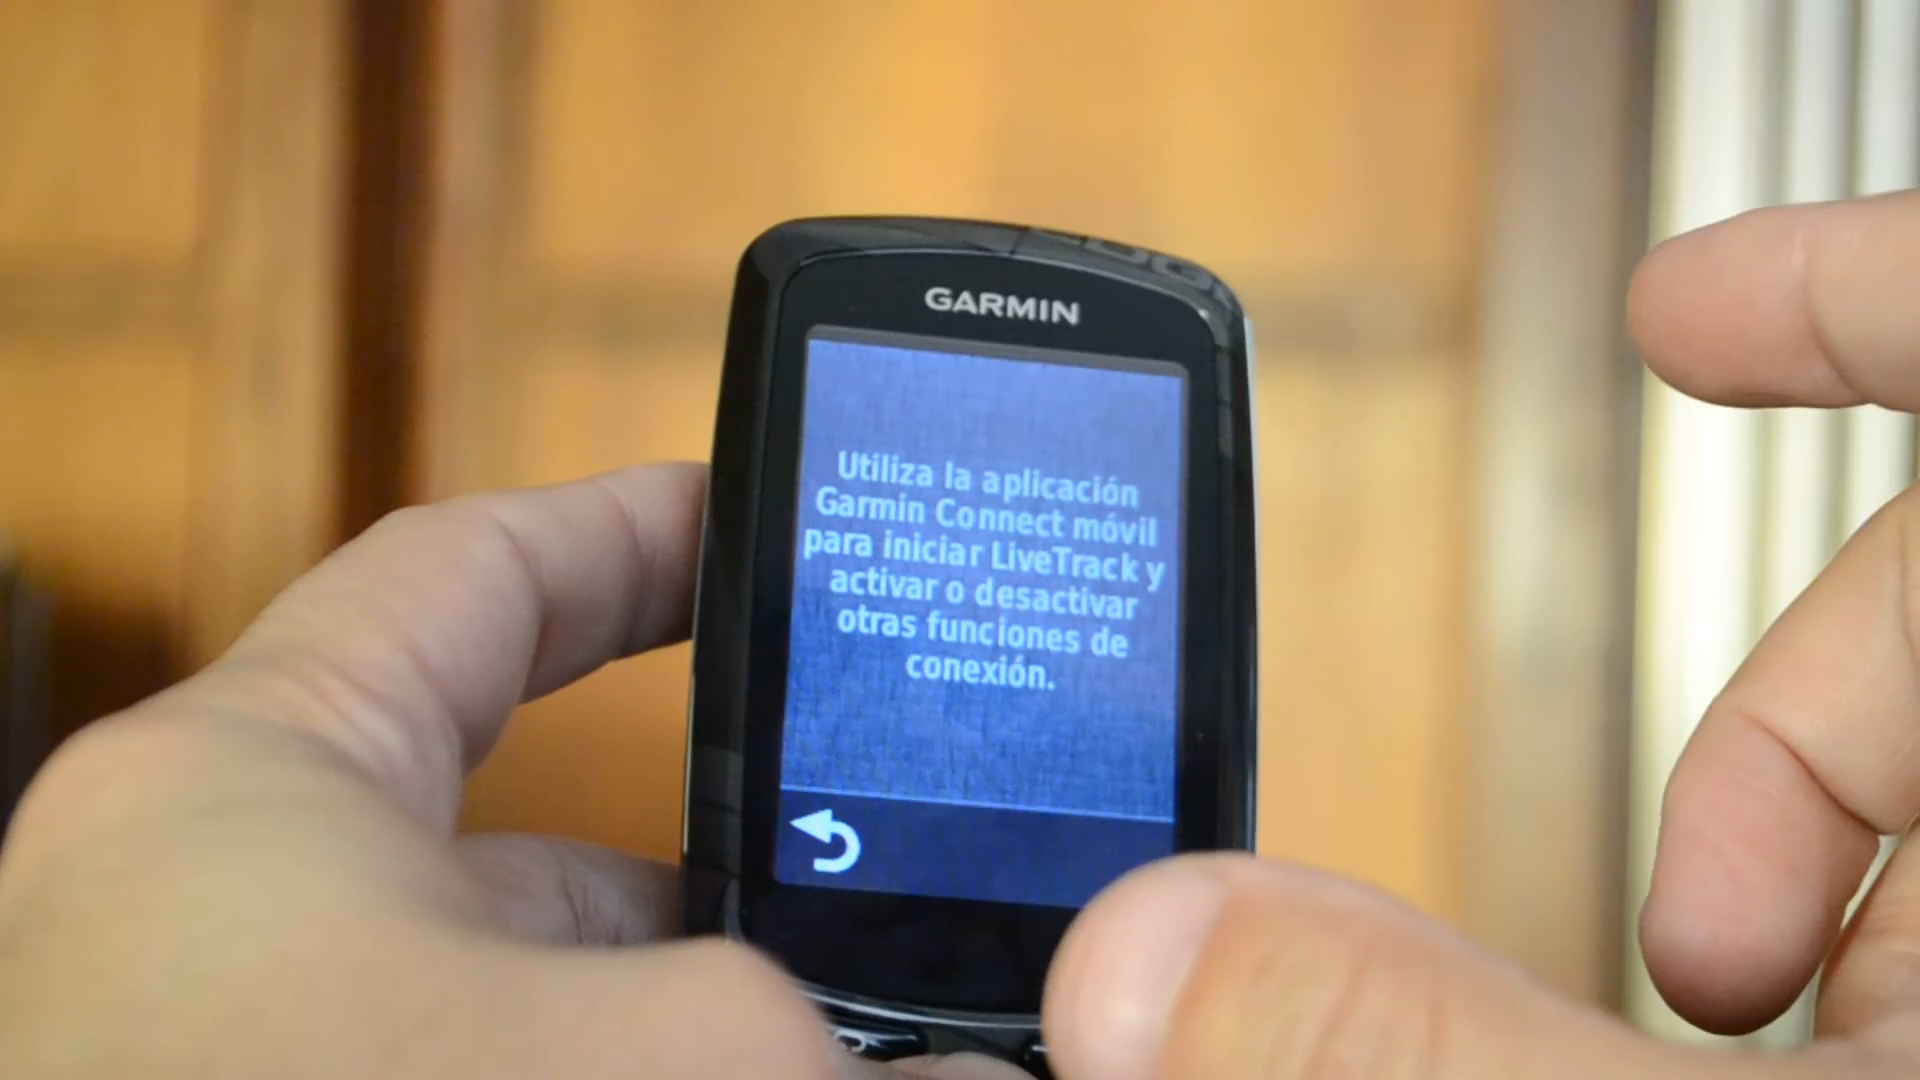 GARMIN
Utiliza la aplicación
Garmin Connect móvil
para iniciar LiveTrack y
activar o desactivar
otras funciones de
conexión.